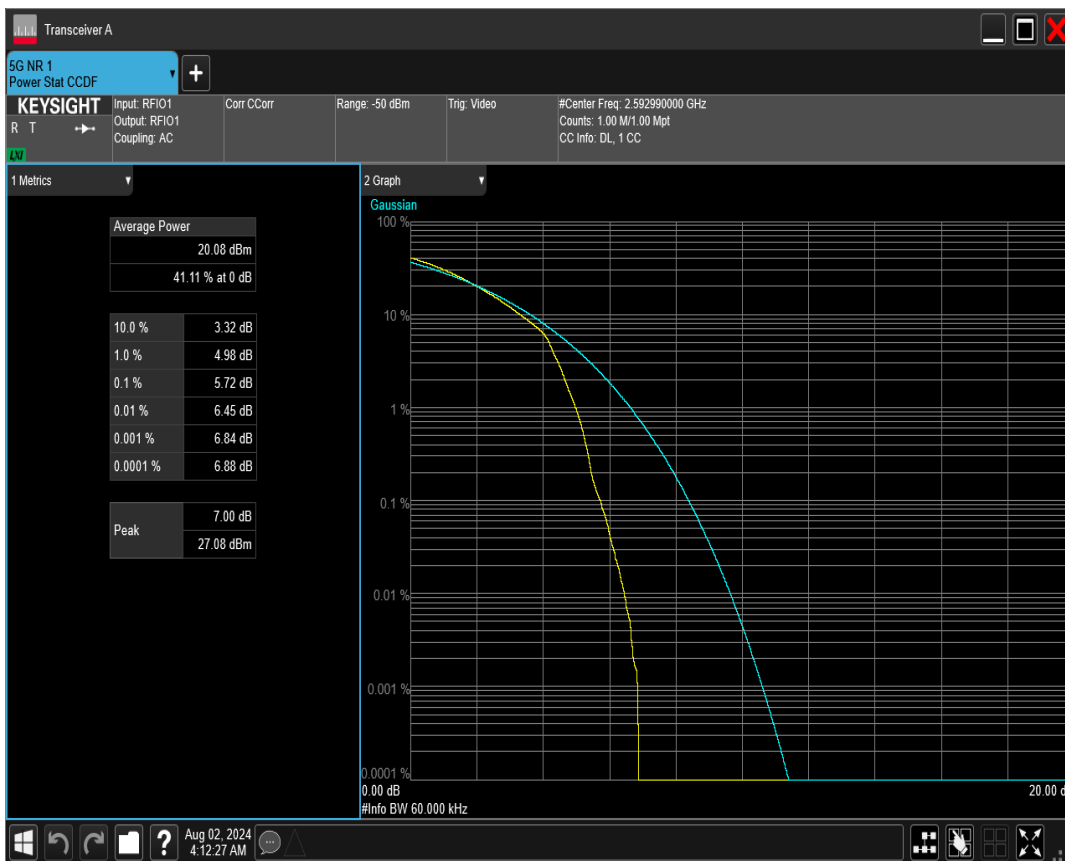 Transceiver A
5G NR 1
Power Stat CCDF
KEYSIGHT
R T
LXI
Input: RFIO1
Output: RFIO1
Coupling: AC
Corr CCorr
Range: -50 dBm
Trig: Video
#Center Freq: 2.592990000 GHz
Counts: 1.00 M/1.00 Mpt
CC Info: DL, 1 CC
1 Metrics
Average Power
20.08 dBm
41.11 % at 0 dB
10.0 % 3.32 dB
1.0 % 4.98 dB
0.1 % 5.72 dB
0.01 % 6.45 dB
0.001 % 6.84 dB
0.0001 % 6.88 dB
Peak
7.00 dB
27.08 dBm
2 Graph
Gaussian
100 %
10 %
1 %
0.1 %
0.01 %
0.001 %
0.0001 %
0.00 dB
20.00 d
#Info BW 60.000 kHz
?
Aug 02, 2024
4:12:27 AM